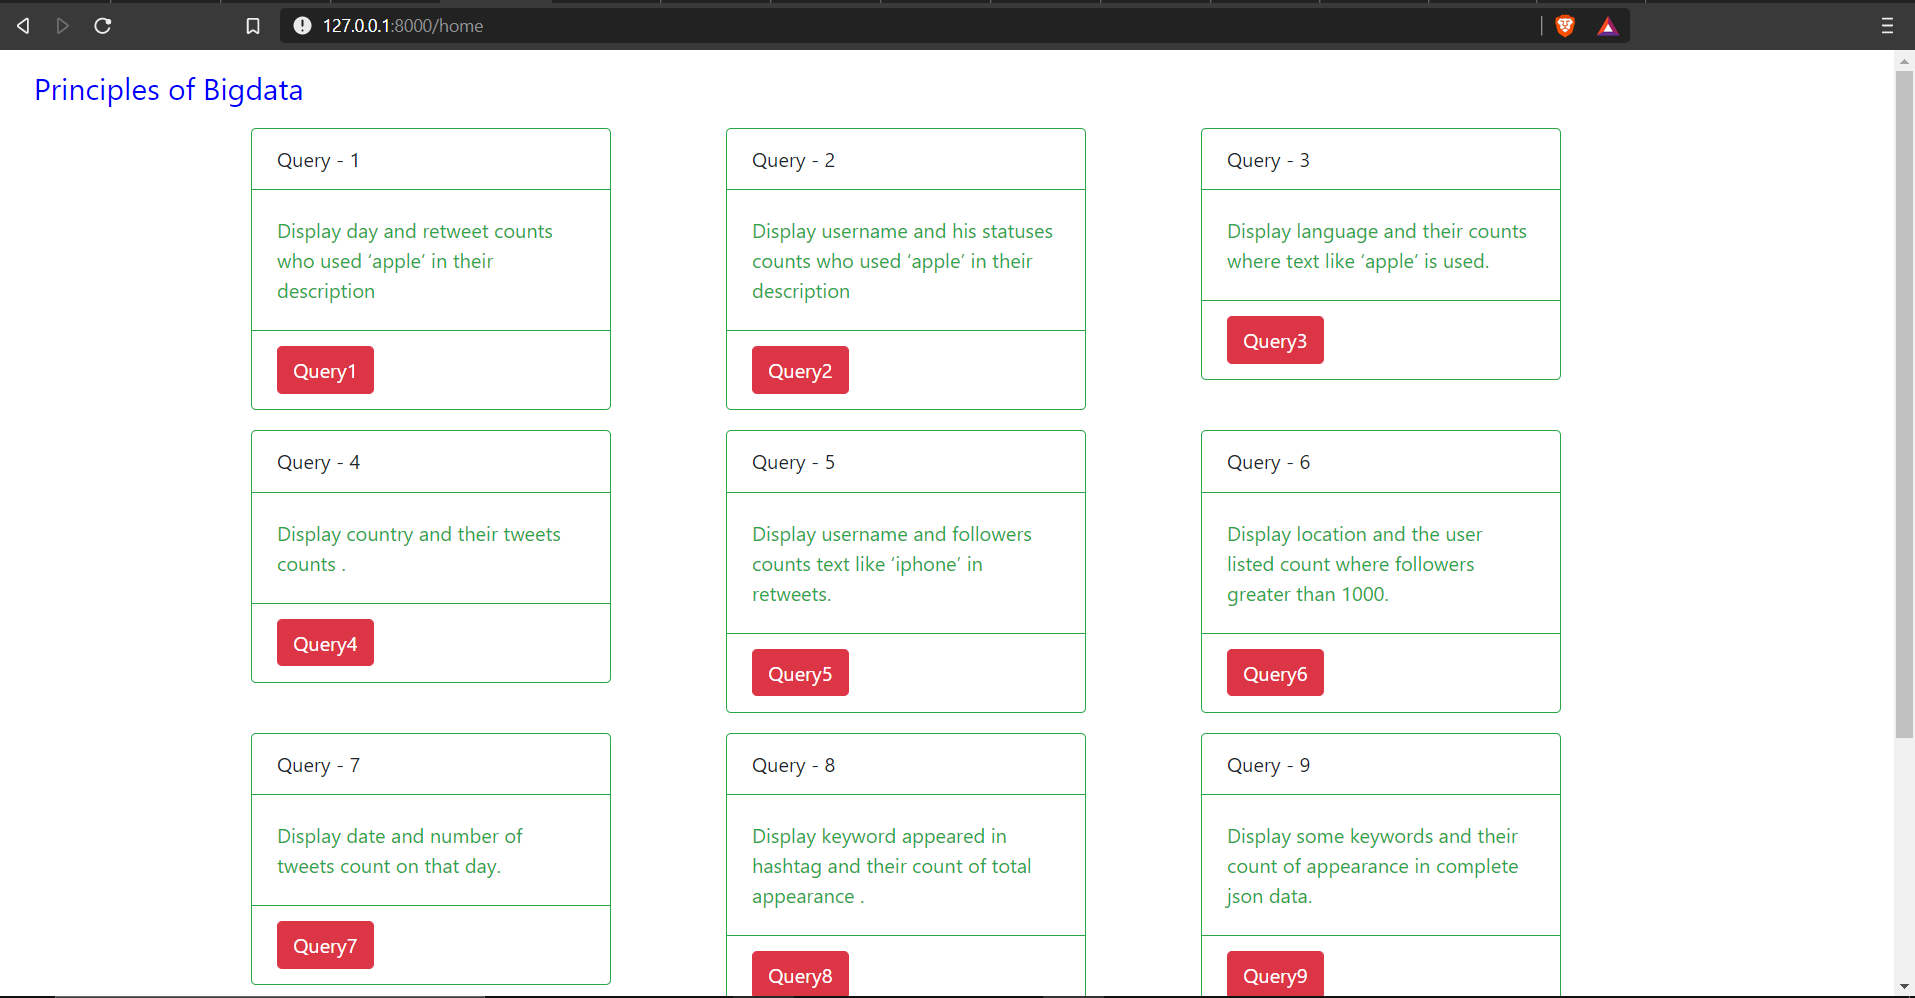 127.0.0.1:8000/home
Principles of Bigdata
Query - 1
Display day and retweet counts
who used ‘apple’ in their
description
Query1
Query - 2
Display username and his statuses
counts who used ‘apple’ in their
description
Query2
Query - 3
Display language and their counts
where text like ‘apple’ is used.
Query3
Query - 4
Display country and their tweets
counts .
Query4
Query - 5
Display username and followers
counts text like ‘iphone’ in
retweets.
Query5
Query - 6
Display location and the user
listed count where followers
greater than 1000.
Query6
Query - 7
Display date and number of
tweets count on that day.
Query7
Query - 8
Display keyword appeared in
hashtag and their count of total
appearance .
Query8
Query - 9
Display some keywords and their
count of appearance in complete
json data.
Query9